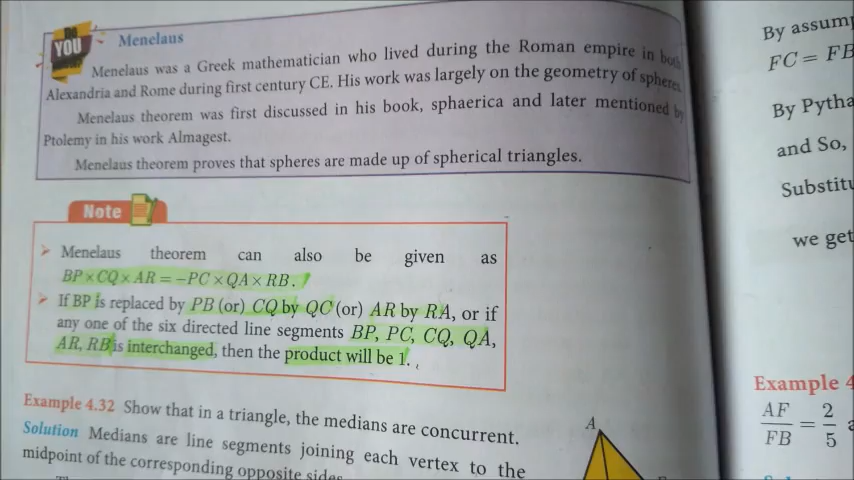 DO
YOU
Menelaus
Menelaus was a Greek mathematician who lived during the Roman empire in both
Alexandria and Rome during first century CE. His work was largely on the geometry of spheres.
Menelaus theorem was first discussed in his book, sphaerica and later mentioned by
Ptolemy in his work Almagest.
Menelaus theorem proves that spheres are made up of spherical triangles.
Note
➤ Menelaus theorem can also be given as
BP × CQ × AR = −PC × QA × RB.
➤ If BP is replaced by PB (or) CQ by QC (or) AR by RA, or if
any one of the six directed line segments BP, PC, CQ, QA,
AR, RB is interchanged, then the product will be 1.
Example 4.32 Show that in a triangle, the medians are concurrent.
Solution Medians are line segments joining each vertex to the
midpoint of the corresponding opposite sides.
A
By assum
FC = FB
By Pytha
and So,
Substitu
we get
Example 4
AF/FB = 2/5